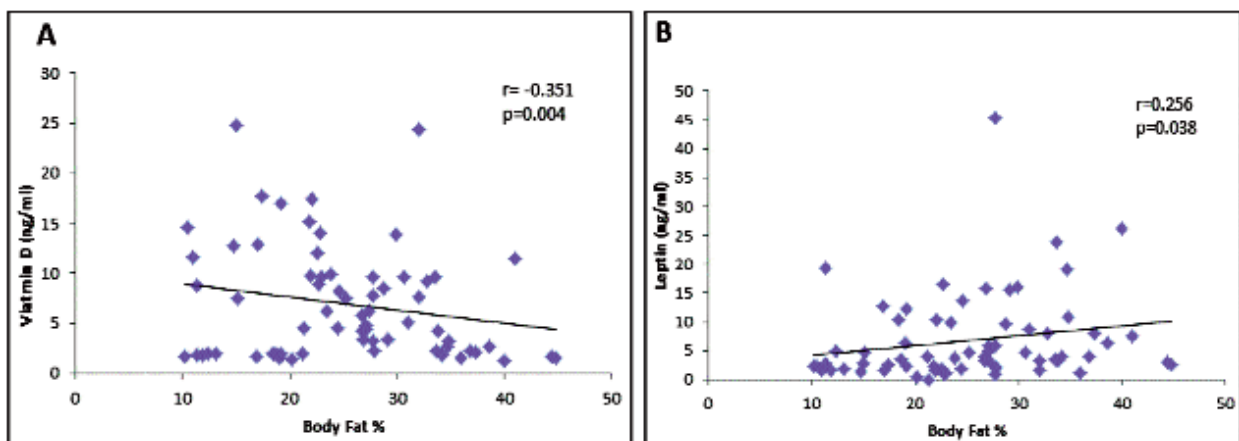 A
r= -0.351
p=0.004
30
25
20
15
10
5
0
Viatmin D (ng/ml)
0 10 20 30 40 50
Body Fat %
B
r=0.256
p=0.038
50
45
40
35
30
25
20
15
10
5
0
Leptin (ng/ml)
0 10 20 30 40 50
Body Fat %